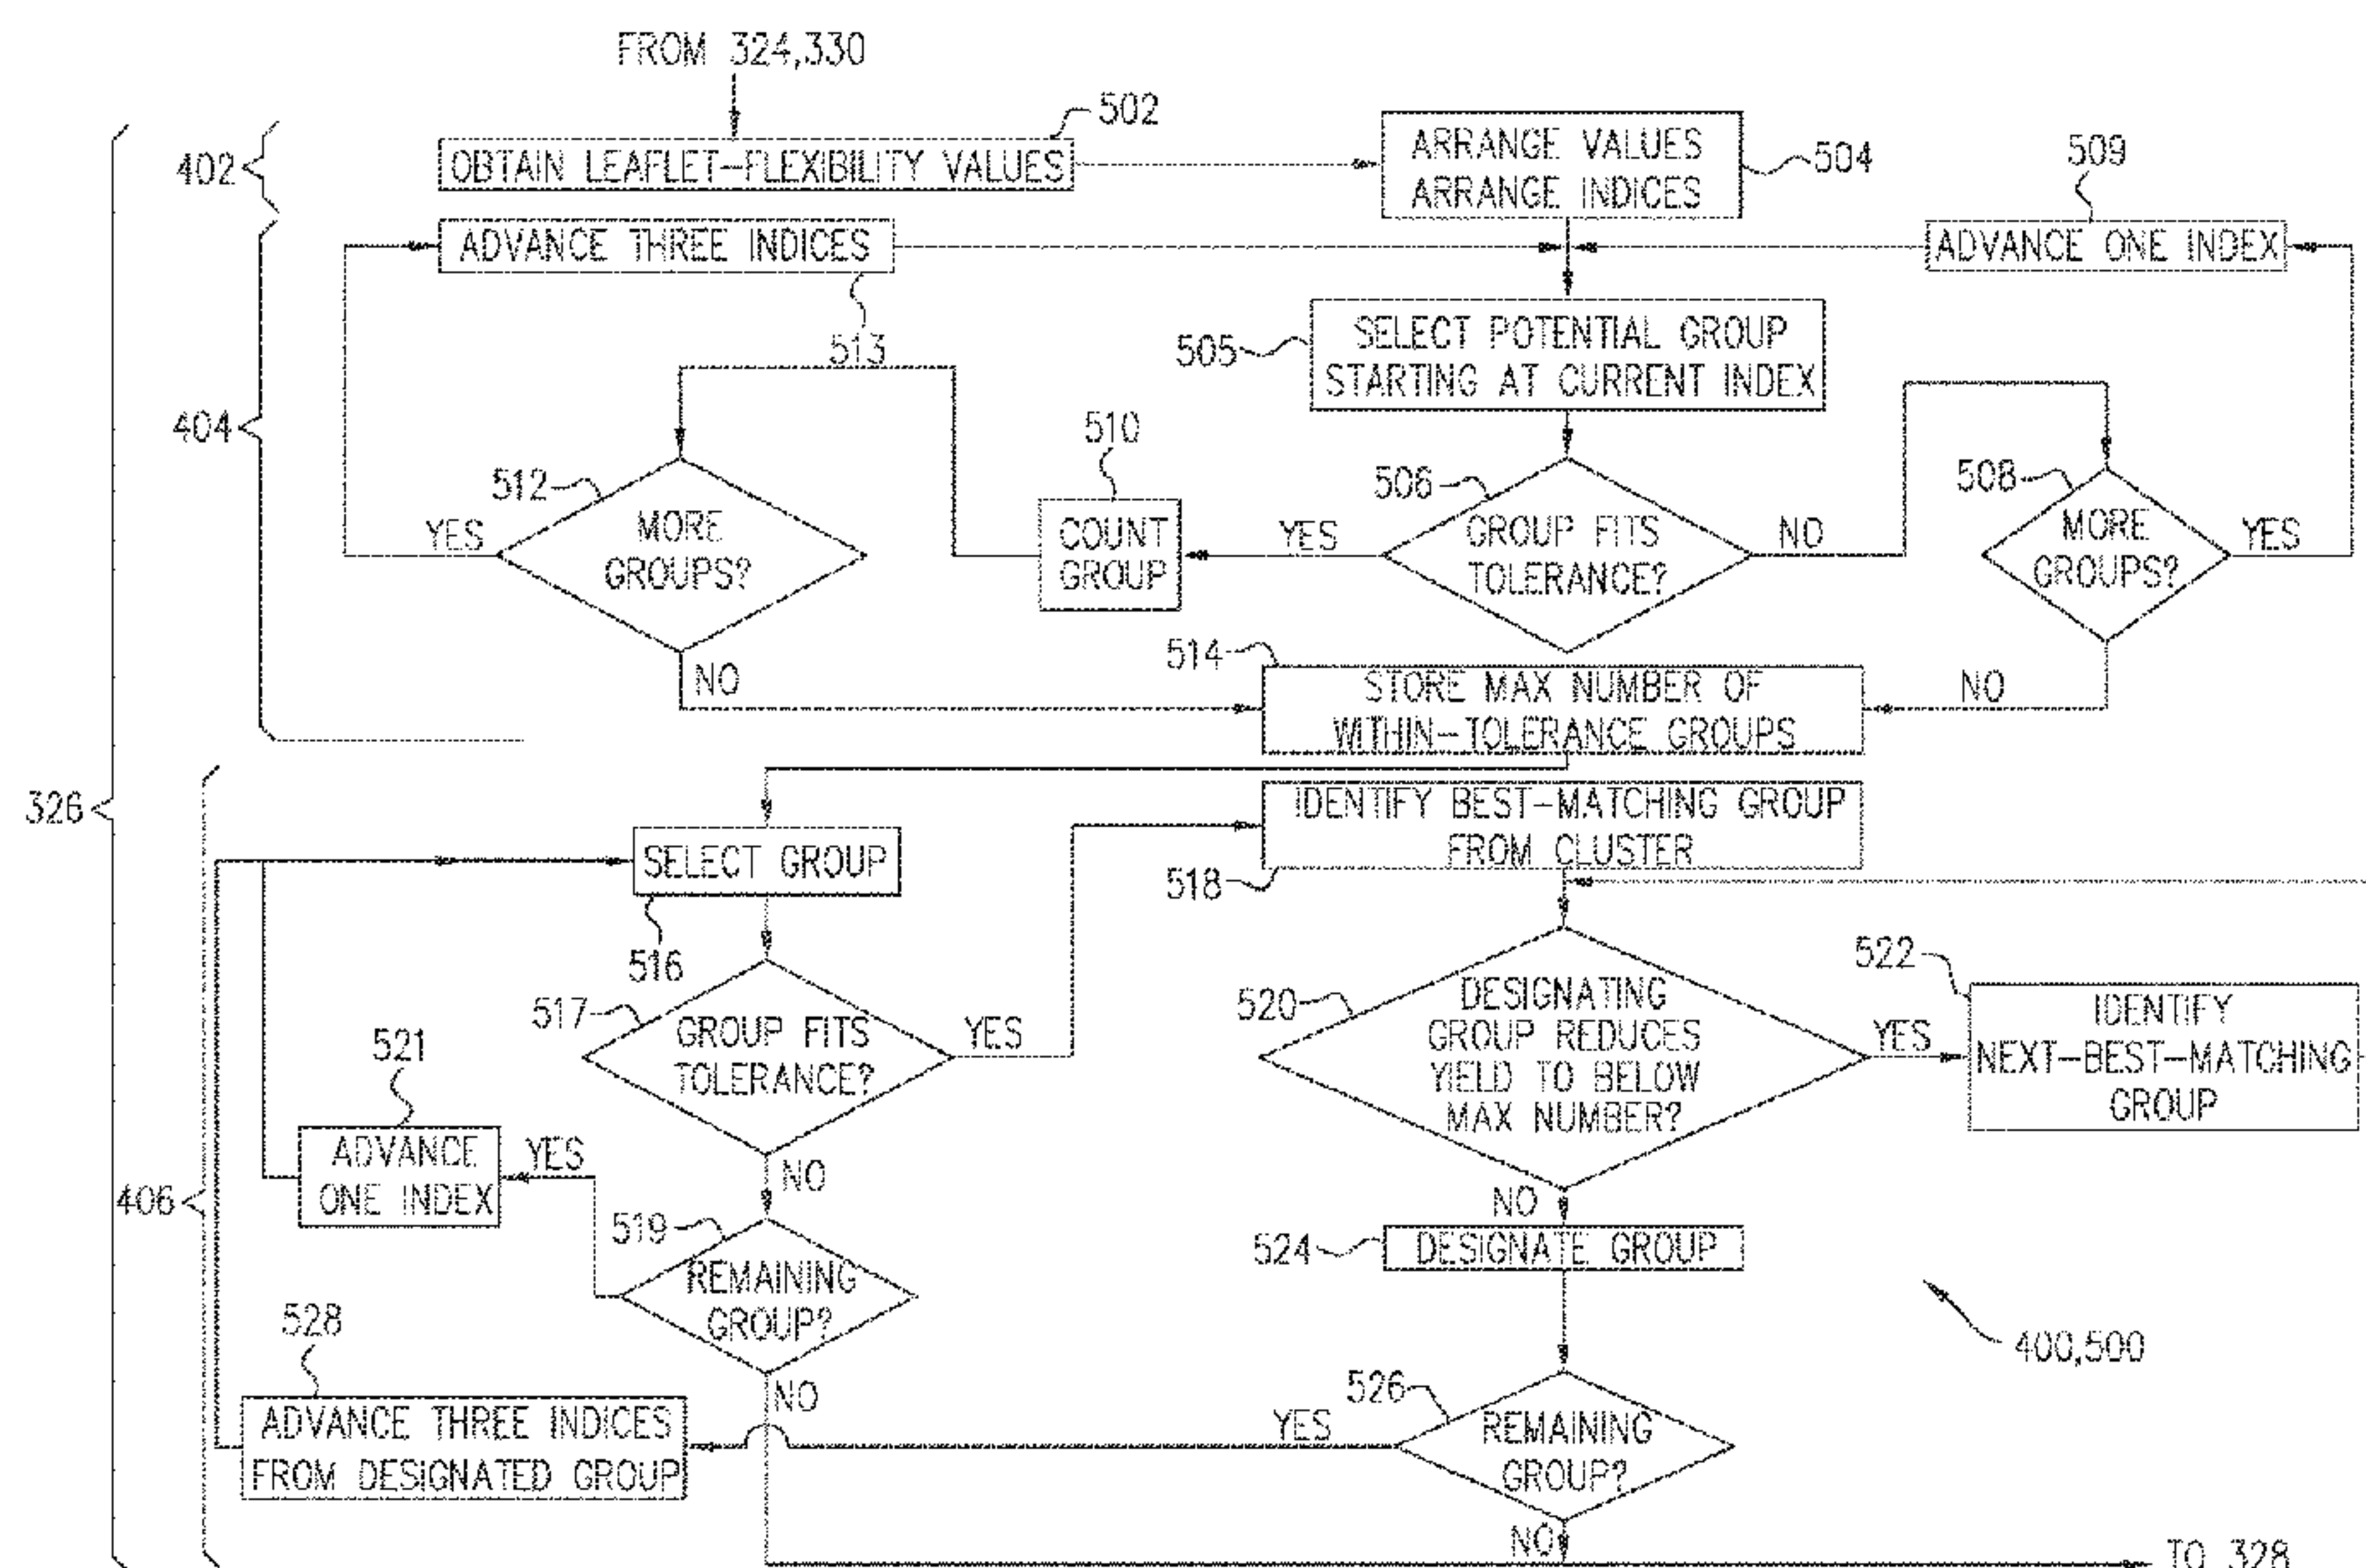 FROM 324,330
502
OBTAIN LEAFLET-FLEXIBILITY VALUES
ARRANGE VALUES
ARRANGE INDICES
504
509
402
ADVANCE THREE INDICES
ADVANCE ONE INDEX
513
505
SELECT POTENTIAL GROUP
STARTING AT CURRENT INDEX
404
510
512
MORE
GROUPS?
YES
NO
COUNT
GROUP
YES
506
GROUP FITS
TOLERANCE?
NO
508
MORE
GROUPS?
YES
NO
514
STORE MAX NUMBER OF
WITHIN-TOLERANCE GROUPS
326
IDENTIFY BEST-MATCHING GROUP
FROM CLUSTER
518
SELECT GROUP
516
517
GROUP FITS
TOLERANCE?
YES
NO
520
DESIGNATING
GROUP REDUCES
YIELD TO BELOW
MAX NUMBER?
YES
522
IDENTIFY
NEXT-BEST-MATCHING
GROUP
521
ADVANCE
ONE INDEX
YES
406
519
REMAINING
GROUP?
NO
NO
524
DESIGNATE GROUP
400,500
528
ADVANCE THREE INDICES
FROM DESIGNATED GROUP
YES
526
REMAINING
GROUP?
NO
TO 328